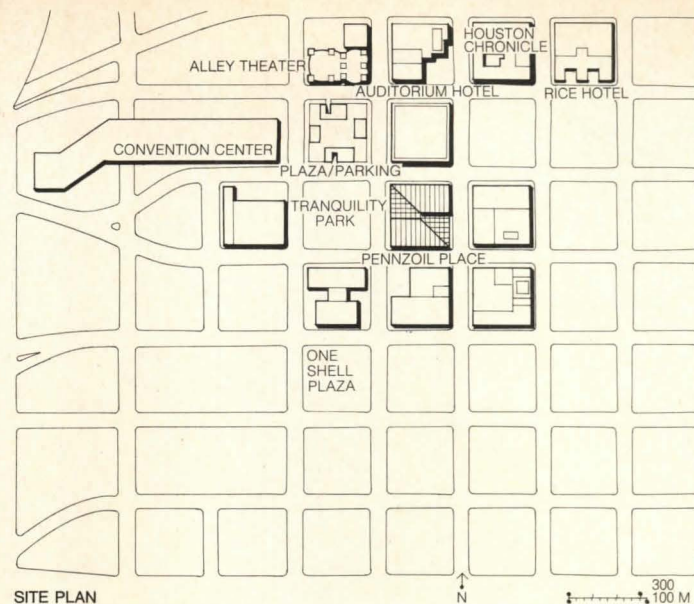 HOUSTON
CHRONICLE
ALLEY THEATER
AUDITORIUM HOTEL
RICE HOTEL
CONVENTION CENTER
PLAZA/PARKING
TRANQUILITY
PARK
PENNZOIL PLACE
ONE
SHELL
PLAZA
SITE PLAN
N
300
100 M